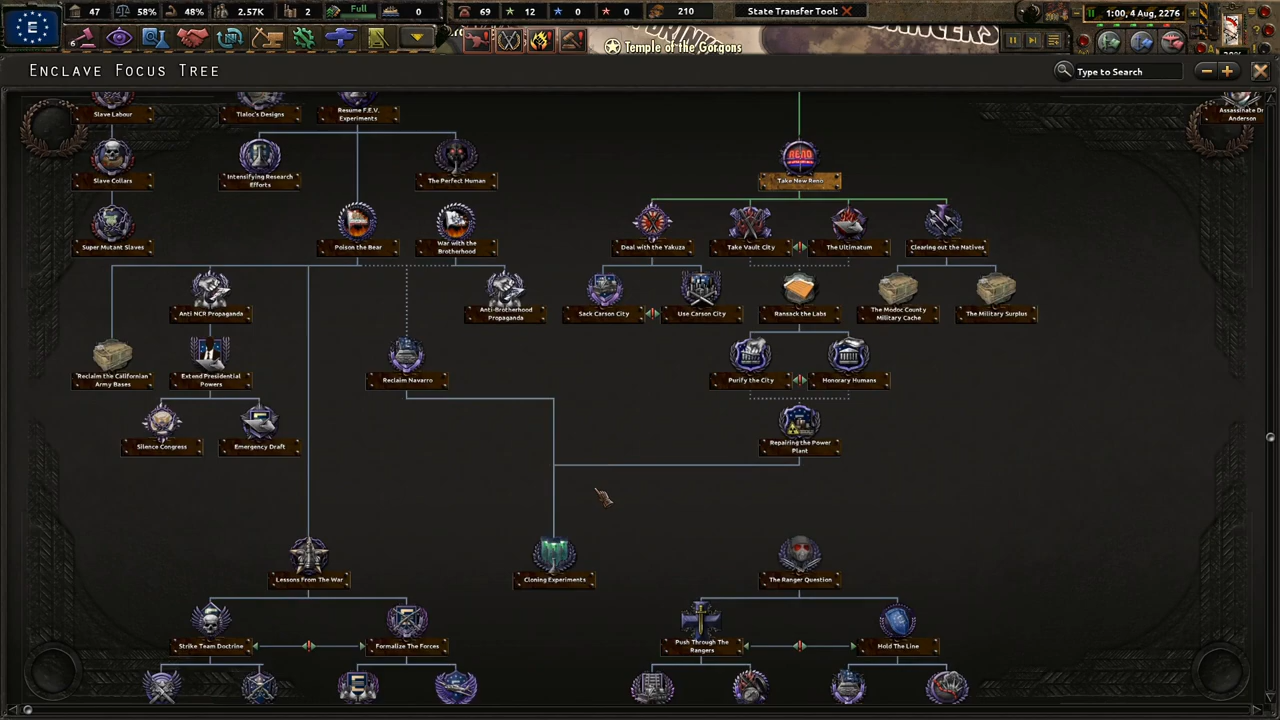 E
47
58%
48%
2.57K
2
Full
0
69
12
0
0
210
State Transfer Tool:
1:00, 4 Aug, 2276
6
Temple of the Gorgons
Enclave Focus Tree
Type to Search
Slave Labour
Tlaloc's Designs
Resume F.E.V.
Experiments
Assassinate Dr
Anderson
Slave Collars
Intensifying Research
Efforts
The Perfect Human
RENO
Take New Reno
Super Mutant Slaves
Poison the Bear
War with the
Brotherhood
Deal with the Yakuza
Take Vault City
The Ultimatum
Clearing out the Natives
Anti NCR Propaganda
Anti-Brotherhood
Propaganda
Sack Carson City
Use Carson City
Ransack the Labs
The Modoc County
Military Cache
The Military Surplus
Reclaim the Californian
Army Bases
Extend Presidential
Powers
Reclaim Navarro
Purify the City
Honorary Humans
Silence Congress
Emergency Draft
Repairing the Power
Plant
Lessons From The War
Cloning Experiments
The Ranger Question
Strike Team Doctrine
Formalize The Forces
Push Through The
Rangers
Hold The Line